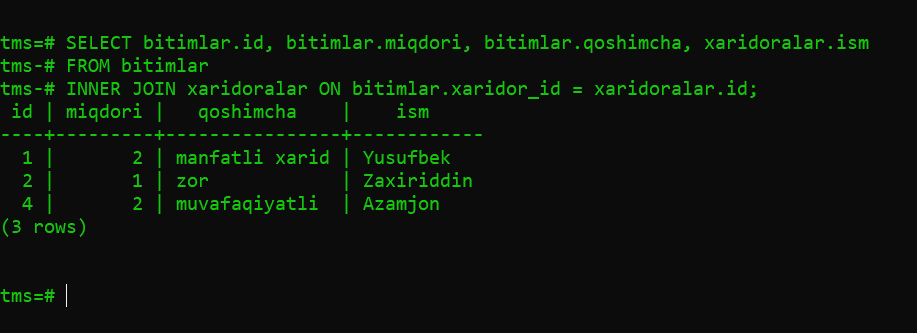 tms=# SELECT bitimlar.id, bitimlar.miqdori, bitimlar.qoshimcha, xaridoralar.ism
tms-# FROM bitimlar
tms-# INNER JOIN xaridoralar ON bitimlar.xaridor_id = xaridoralar.id;
 id | miqdori |   qoshimcha    |    ism
----+---------+----------------+------------
  1 |       2 | manfatli xarid | Yusufbek
  2 |       1 | zor            | Zaxiriddin
  4 |       2 | muvafaqiyatli  | Azamjon
(3 rows)
tms=#